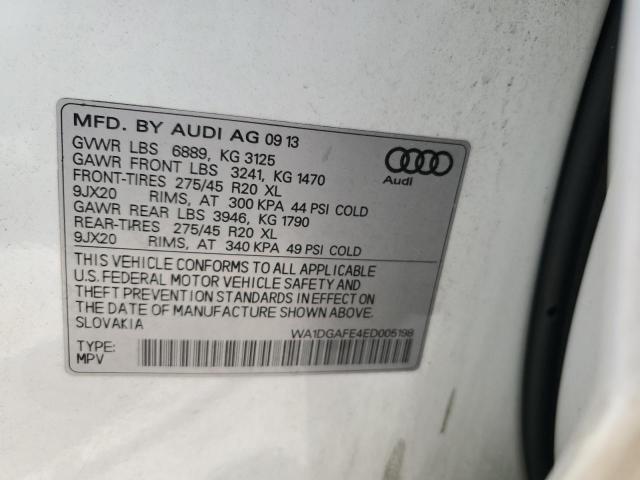 MFD. BY AUDI AG 09 13
GVWR LBS 6889, KG 3125
GAWR FRONT LBS 3241, KG 1470
FRONT-TIRES 275/45 R20 XL
9JX20 RIMS, AT 300 KPA 44 PSI COLD
GAWR REAR LBS 3946, KG 1790
REAR-TIRES 275/45 R20 XL
9JX20 RIMS, AT 340 KPA 49 PSI COLD
Audi
THIS VEHICLE CONFORMS TO ALL APPLICABLE
U.S. FEDERAL MOTOR VEHICLE SAFETY AND
THEFT PREVENTION STANDARDS IN EFFECT ON
THE DATE OF MANUFACTURE SHOWN ABOVE.
SLOVAKIA
WA1DGAFE4ED005198
TYPE:
MPV